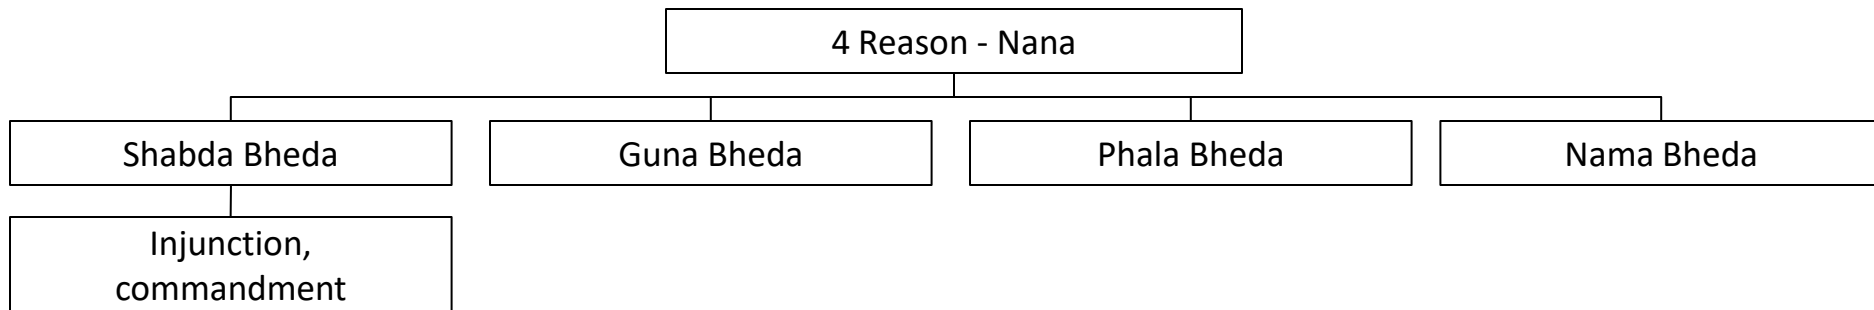 4 Reason - Nana
Shabda Bheda
Guna Bheda
Phala Bheda
Nama Bheda
Injunction,
commandment